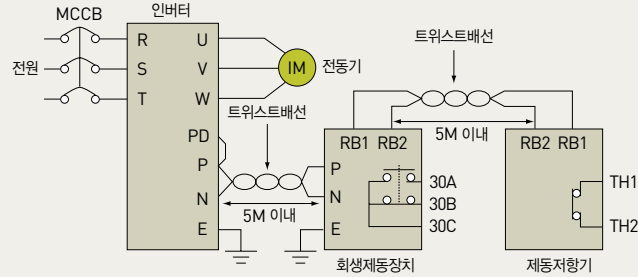 MCCB
인버터
전원
R
S
T
U
V
W
IM
전동기
트위스트배선
트위스트배선
PD
P
N
E
5M 이내
5M 이내
RB1 RB2
P
N
E
30A
30B
30C
회생제동장치
RB2 RB1
TH1
TH2
제동저항기